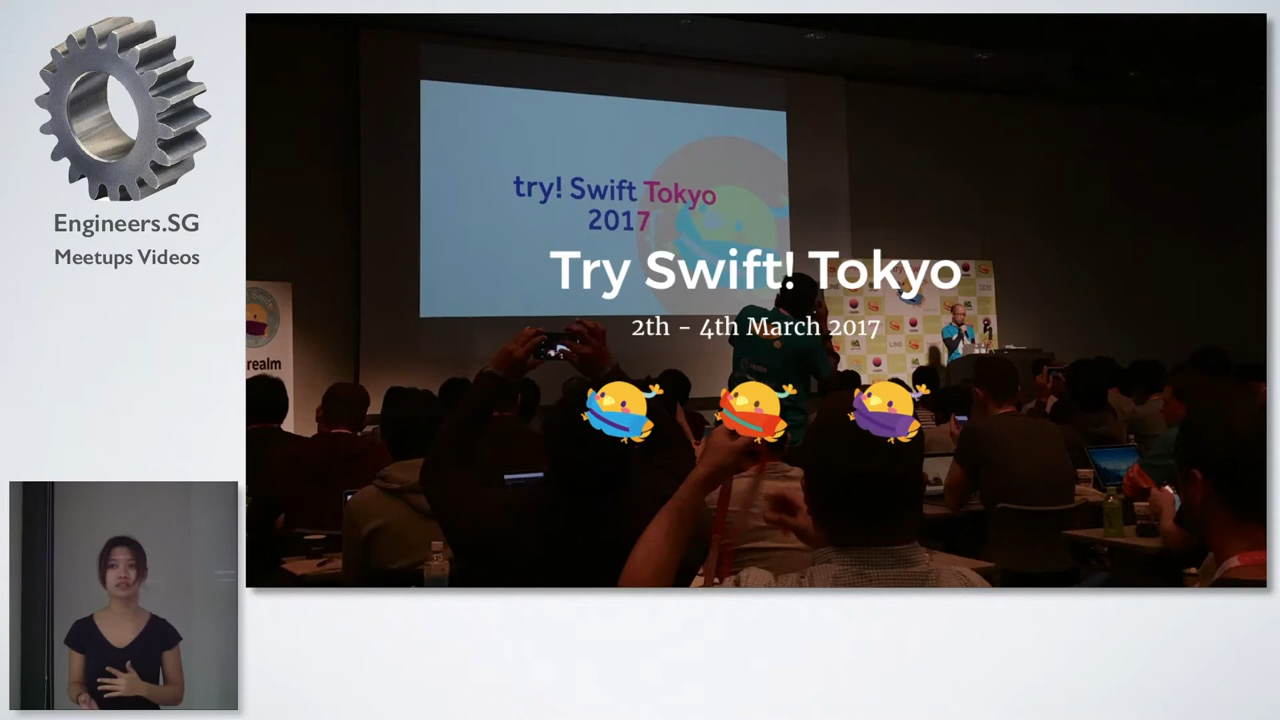 Engineers.SG
Meetups Videos
try! Swift Tokyo
2017
Try Swift! Tokyo
2th - 4th March 2017
realm